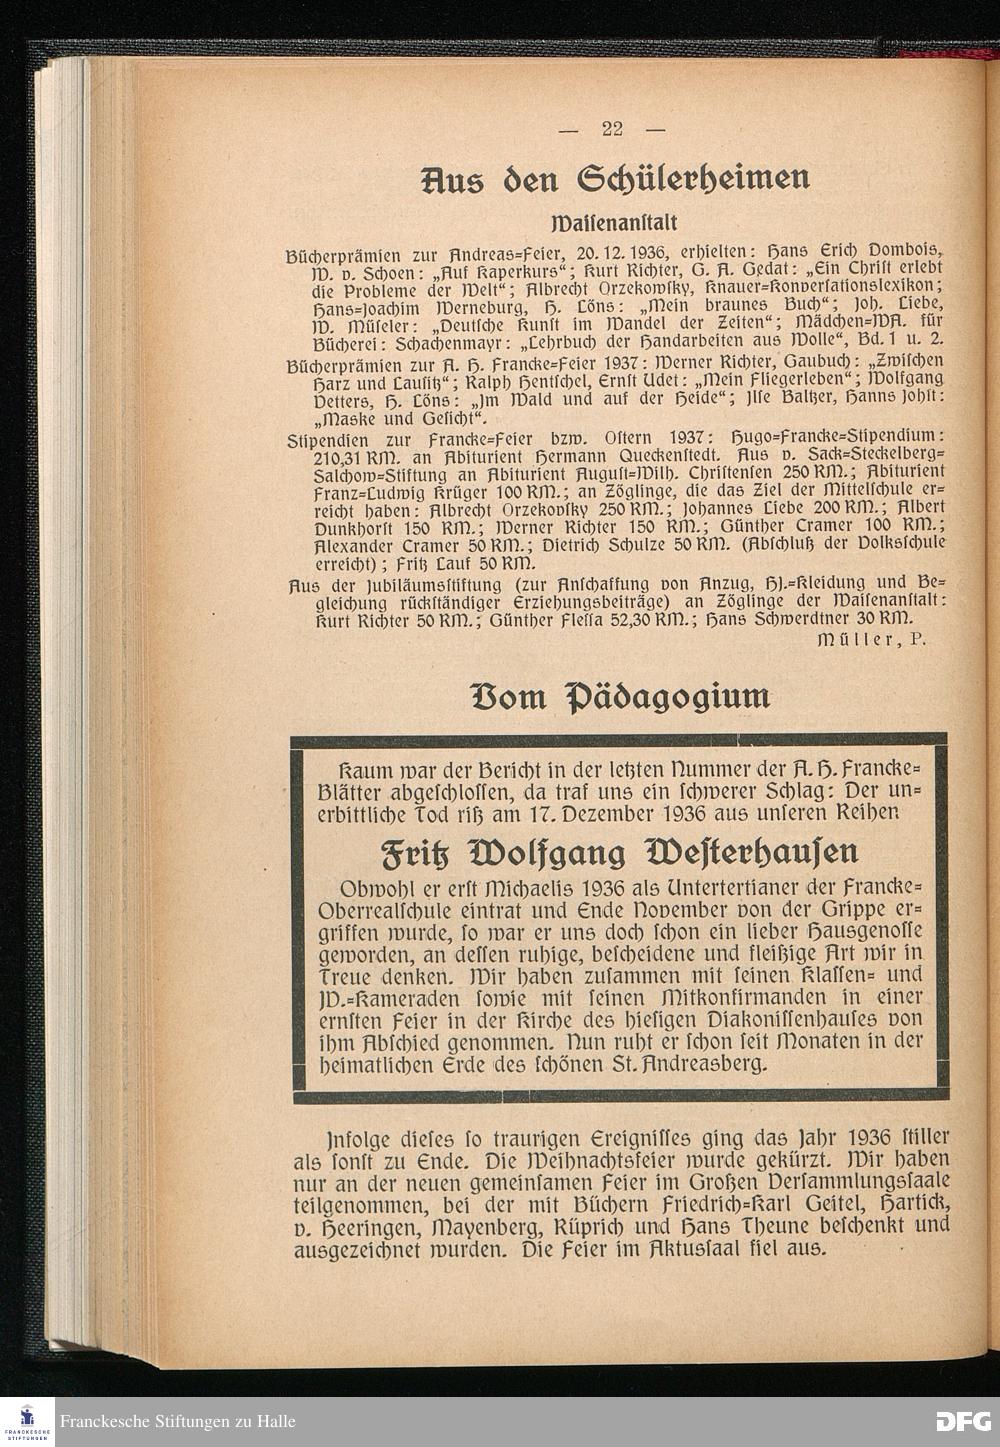 — 22 —
Aus den Schülerheimen
Waisenanstalt
Bücherprämien zur Andreas-Feier, 20. 12. 1936, erhielten: Hans Erich Dombois,
W. v. Schoen: „Auf Kaperkurs“; Kurt Richter, G. A. Gedat: „Ein Christ erlebt
die Probleme der Welt“; Albrecht Orzekowsky, Knauer-Konversationslexikon;
Hans-Joachim Werneburg, H. Löns: „Mein braunes Buch“; Joh. Liebe,
W. Müseler: „Deutsche Kunst im Wandel der Zeiten“; Mädchen-WA. für
Bücherei: Schachenmayr: „Lehrbuch der Handarbeiten aus Wolle“, Bd. 1 u. 2.
Bücherprämien zur A. H. Francke-Feier 1937: Werner Richter, Gaubuch: „Zwischen
Harz und Lausitz“; Ralph Hentschel, Ernst Udet: „Mein Fliegerleben“; Wolfgang
Vetters, H. Löns: „Im Wald und auf der Heide“; Ilse Baltzer, Hanns Johst:
„Maske und Gesicht“.
Stipendien zur Francke-Feier bzw. Ostern 1937: Hugo-Francke-Stipendium:
210,31 RM. an Abiturient Hermann Queckenstedt. Aus v. Sack-Steckelberg-
Salchow-Stiftung an Abiturient August-Wilh. Christensen 250 RM.; Abiturient
Franz-Ludwig Krüger 100 RM.; an Zöglinge, die das Ziel der Mittelschule er-
reicht haben: Albrecht Orzekovsky 250 RM.; Johannes Liebe 200 RM.; Albert
Dunkhorst 150 RM.; Werner Richter 150 RM.; Günther Cramer 100 RM.;
Alexander Cramer 50 RM.; Dietrich Schulze 50 RM. (Abschluß der Volksschule
erreicht); Fritz Lauf 50 RM.
Aus der Jubiläumsstiftung (zur Anschaffung von Anzug, HJ.-Kleidung und Be-
gleichung rückständiger Erziehungsbeiträge) an Zöglinge der Waisenanstalt:
Kurt Richter 50 RM.; Günther Flessa 52,30 RM.; Hans Schwerdtner 30 RM.
Müller, P.
Vom Pädagogium
Kaum war der Bericht in der letzten Nummer der A. H. Francke-
Blätter abgeschlossen, da traf uns ein schwerer Schlag: Der un-
erbittliche Tod riß am 17. Dezember 1936 aus unseren Reihen
Fritz Wolfgang Westerhausen
Obwohl er erst Michaelis 1936 als Untertertianer der Francke-
Oberrealschule eintrat und Ende November von der Grippe er-
griffen wurde, so war er uns doch schon ein lieber Hausgenosse
geworden, an dessen ruhige, bescheidene und fleißige Art wir in
Treue denken. Wir haben zusammen mit seinen Klassen- und
JV.-Kameraden sowie mit seinen Mitkonfirmanden in einer
ernsten Feier in der Kirche des hiesigen Diakonissenhauses von
ihm Abschied genommen. Nun ruht er schon seit Monaten in der
heimatlichen Erde des schönen St. Andreasberg.
Infolge dieses so traurigen Ereignisses ging das Jahr 1936 stiller
als sonst zu Ende. Die Weihnachtsfeier wurde gekürzt. Wir haben
nur an der neuen gemeinsamen Feier im Großen Versammlungssaale
teilgenommen, bei der mit Büchern Friedrich-Karl Geitel, Hartick,
v. Heeringen, Mayenberg, Rüprich und Hans Theune beschenkt und
ausgezeichnet wurden. Die Feier im Aktussaal fiel aus.
FRANCKESCHE
STIFTUNGEN
Franckesche Stiftungen zu Halle
DFG